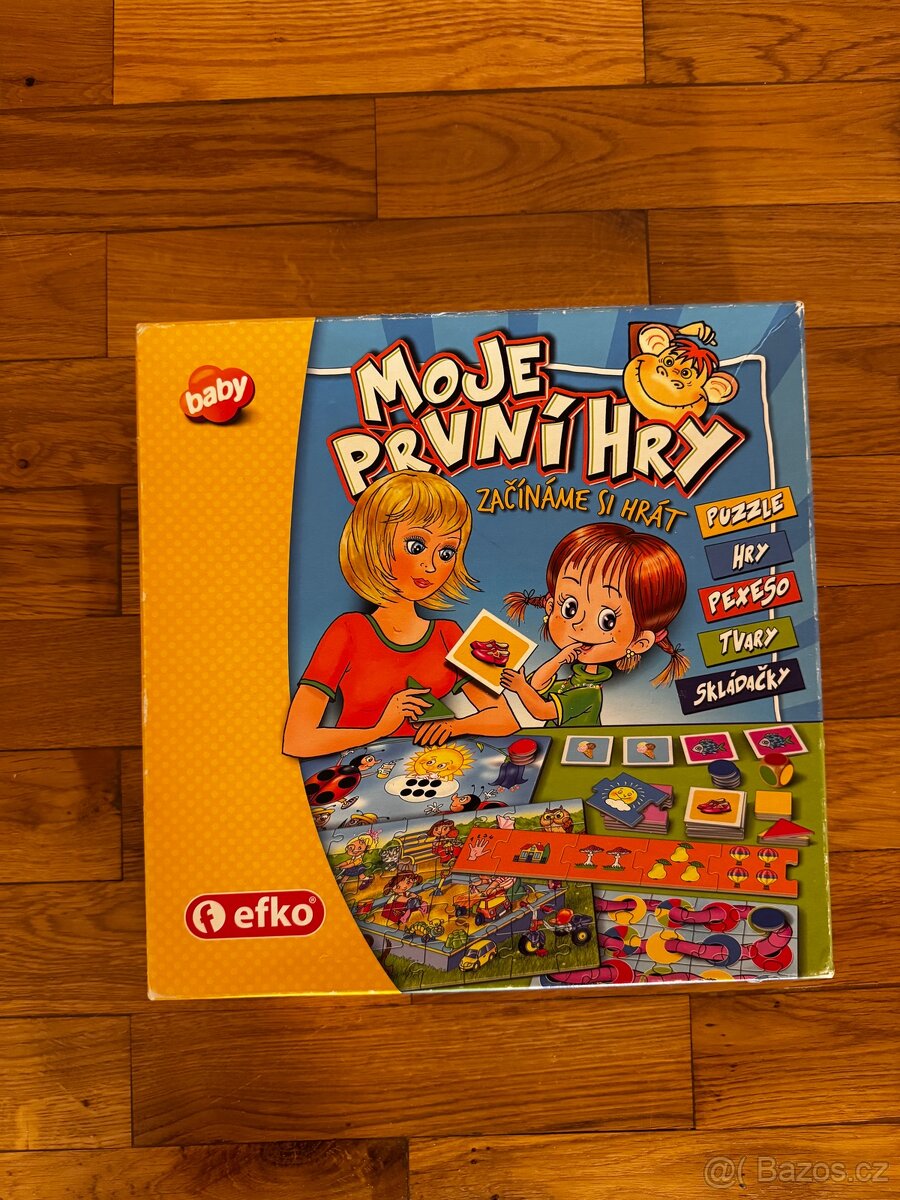 baby
MOJE
PRVNÍ HRY
ZAČÍNÁME SI HRÁT
PUZZLE
HRY
PEXESO
TVARY
SKLÁDAČKY
efko®
@( Bazos.cz